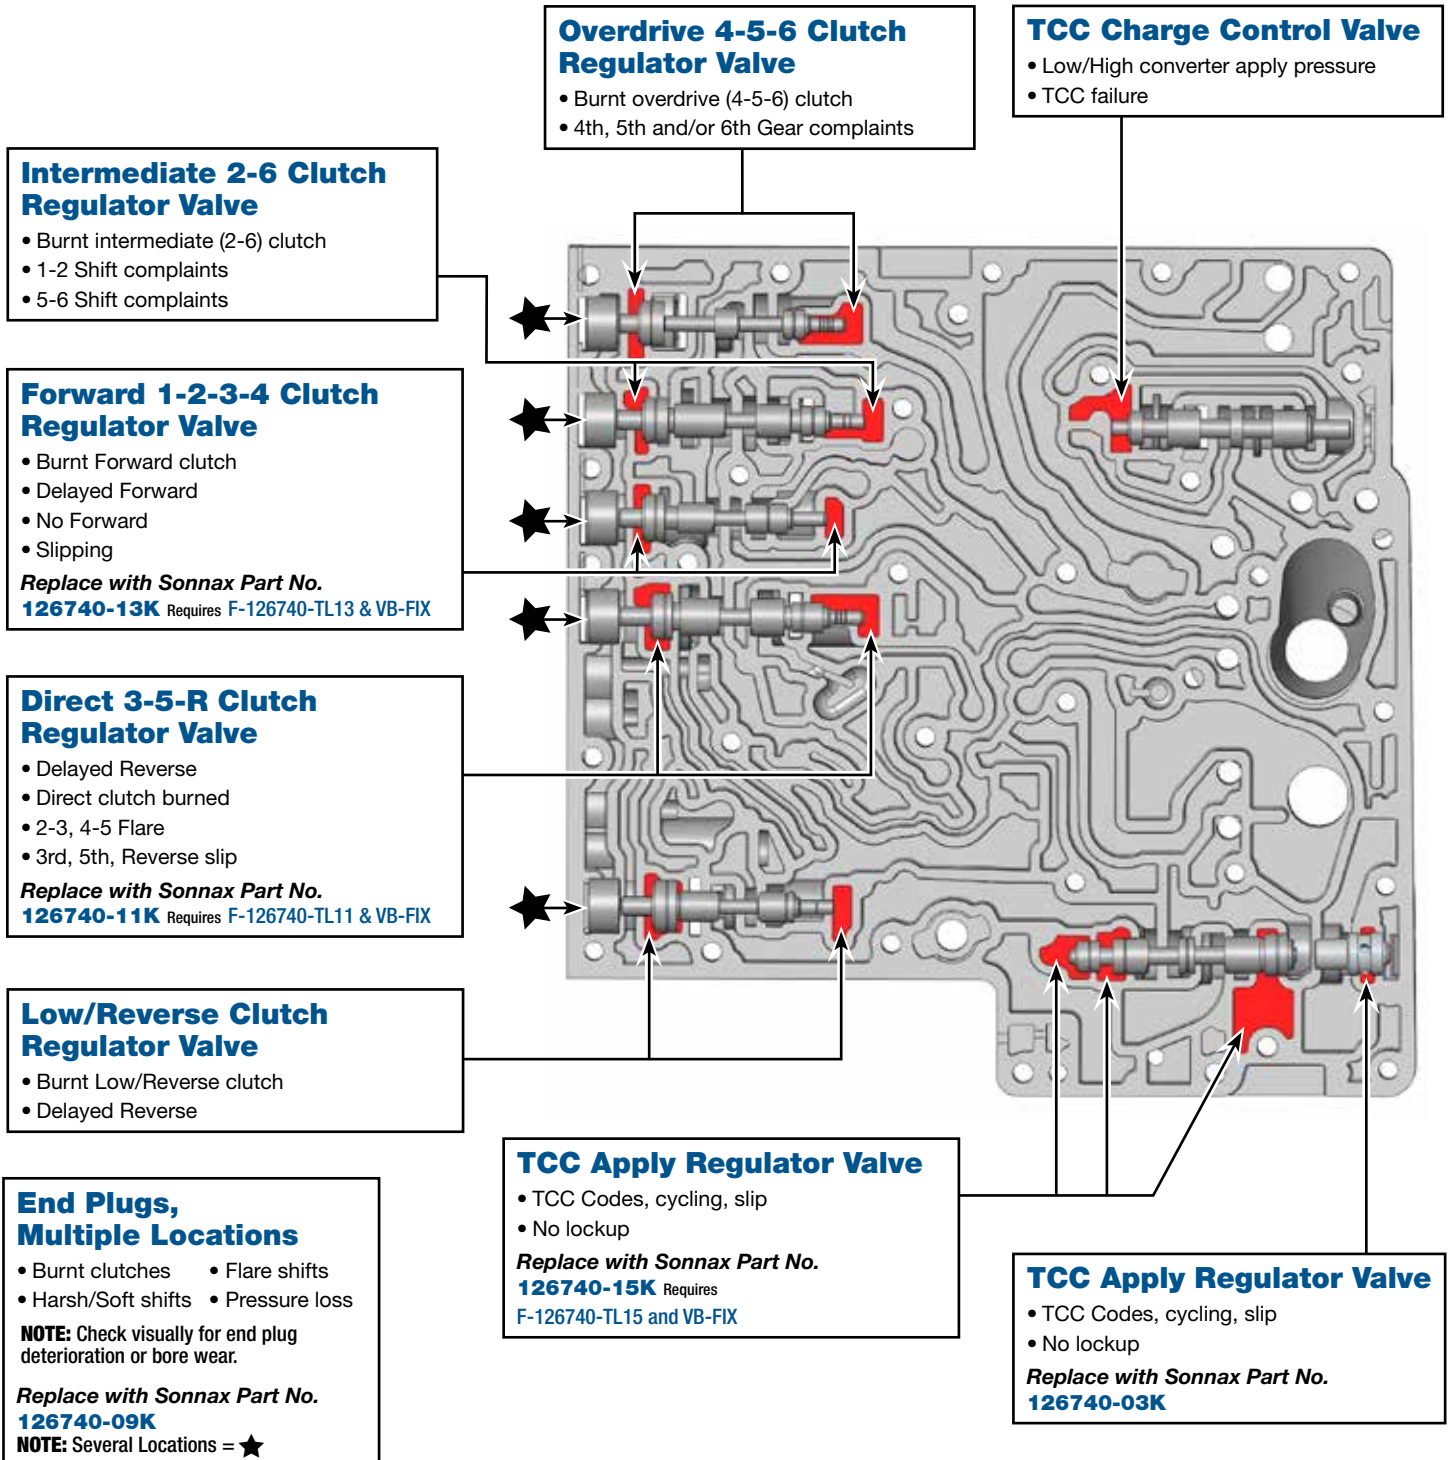 Overdrive 4-5-6 Clutch
Regulator Valve
• Burnt overdrive (4-5-6) clutch
• 4th, 5th and/or 6th Gear complaints
TCC Charge Control Valve
• Low/High converter apply pressure
• TCC failure
Intermediate 2-6 Clutch
Regulator Valve
• Burnt intermediate (2-6) clutch
• 1-2 Shift complaints
• 5-6 Shift complaints
Forward 1-2-3-4 Clutch
Regulator Valve
• Burnt Forward clutch
• Delayed Forward
• No Forward
• Slipping
Replace with Sonnax Part No.
126740-13K Requires F-126740-TL13 & VB-FIX
Direct 3-5-R Clutch
Regulator Valve
• Delayed Reverse
• Direct clutch burned
• 2-3, 4-5 Flare
• 3rd, 5th, Reverse slip
Replace with Sonnax Part No.
126740-11K Requires F-126740-TL11 & VB-FIX
Low/Reverse Clutch
Regulator Valve
• Burnt Low/Reverse clutch
• Delayed Reverse
End Plugs,
Multiple Locations
• Burnt clutches • Flare shifts
• Harsh/Soft shifts • Pressure loss
NOTE: Check visually for end plug
deterioration or bore wear.
Replace with Sonnax Part No.
126740-09K
NOTE: Several Locations = ★
TCC Apply Regulator Valve
• TCC Codes, cycling, slip
• No lockup
Replace with Sonnax Part No.
126740-15K Requires
F-126740-TL15 and VB-FIX
TCC Apply Regulator Valve
• TCC Codes, cycling, slip
• No lockup
Replace with Sonnax Part No.
126740-03K